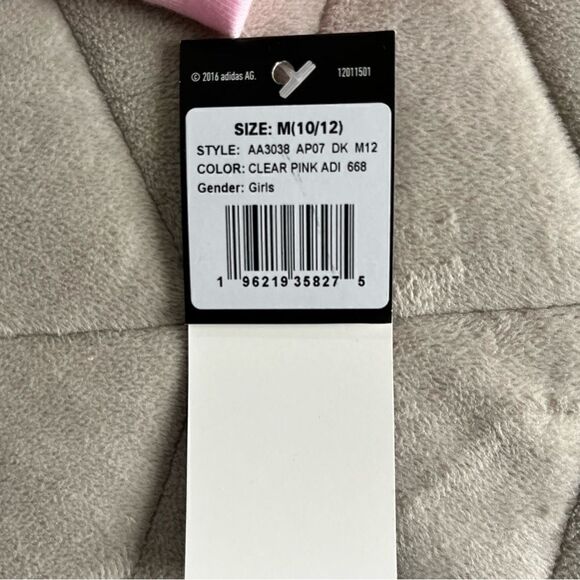 © 2016 adidas AG. 12011501
SIZE: M(10/12)
STYLE: AA3038 AP07 DK M12
COLOR: CLEAR PINK ADI 668
Gender: Girls
1 96219 35827 5